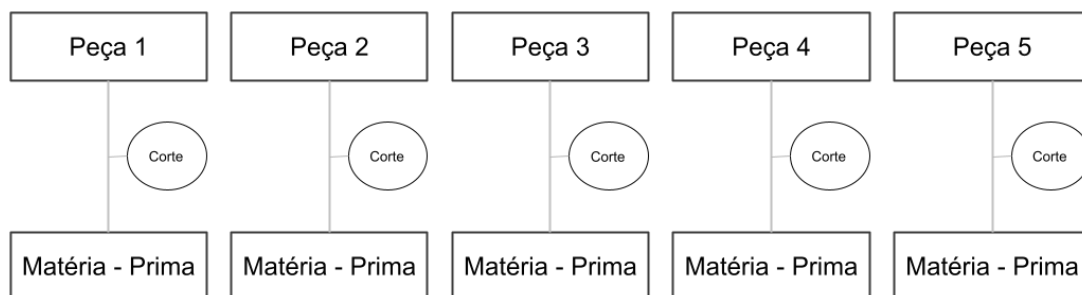 Peça 1 Peça 2 Peça 3 Peça 4 Peça 5
Corte Corte Corte Corte Corte
Matéria - Prima Matéria - Prima Matéria - Prima Matéria - Prima Matéria - Prima